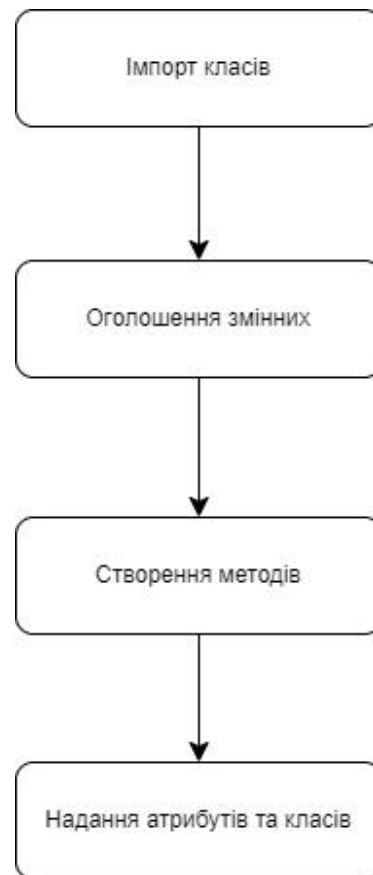 Імпорт класів
Оголошення змінних
Створення методів
Надання атрибутів та класів